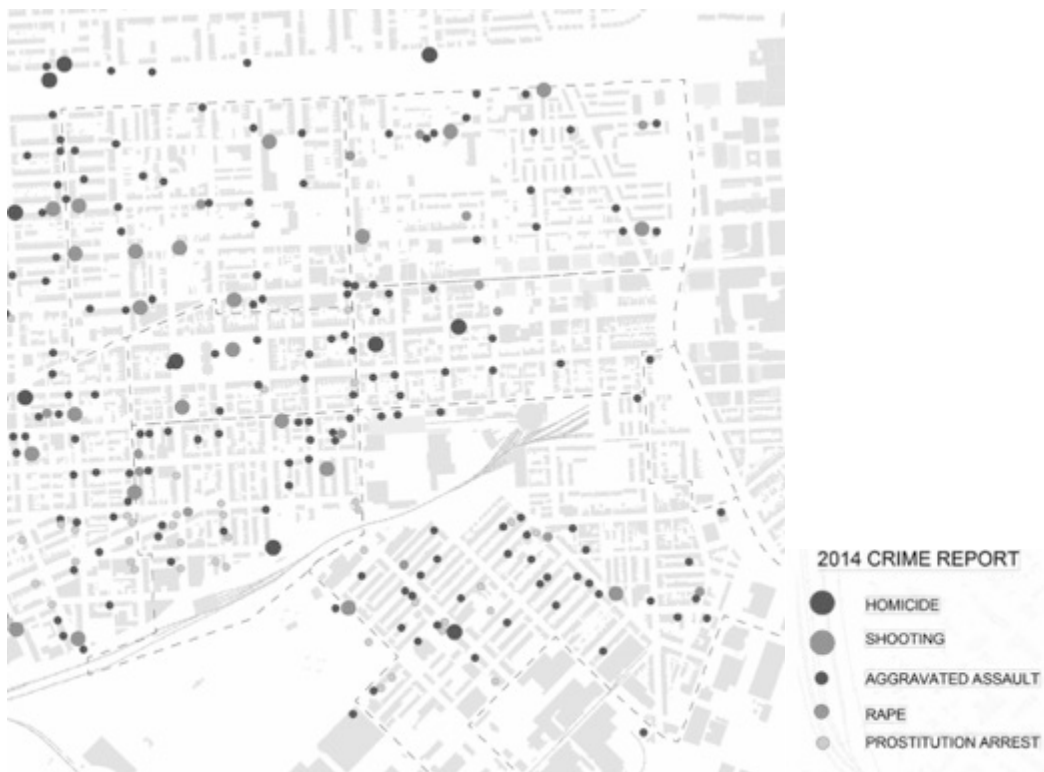 2014 CRIME REPORT
HOMICIDE
SHOOTING
AGGRAVATED ASSAULT
RAPE
PROSTITUTION ARREST